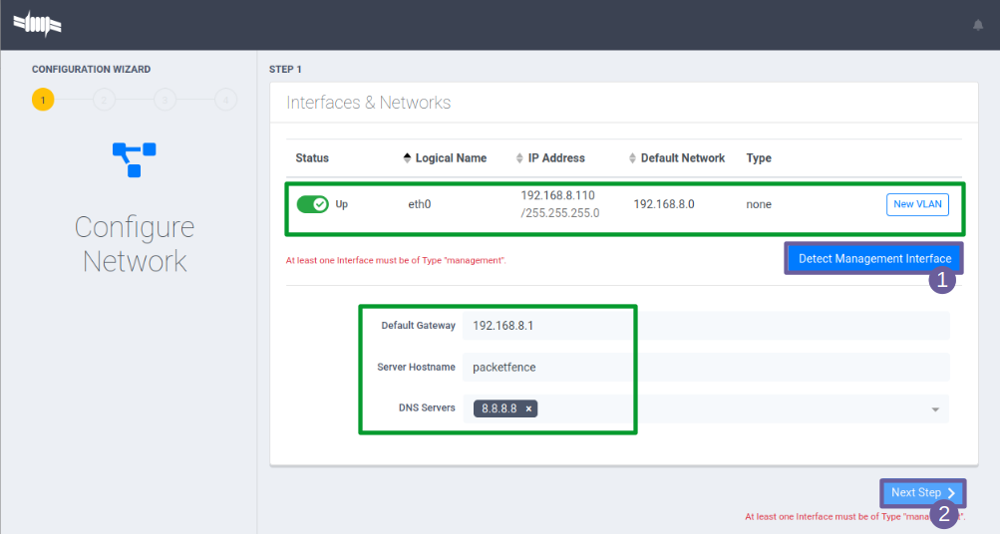 CONFIGURATION WIZARD
1 2 3 4
Configure
Network
STEP 1
Interfaces & Networks
Status Logical Name IP Address Default Network Type
Up eth0 192.168.8.110 /255.255.255.0 192.168.8.0 none New VLAN
At least one Interface must be of Type "management".
Detect Management Interface
1
Default Gateway 192.168.8.1
Server Hostname packetfence
DNS Servers 8.8.8.8 ×
Next Step
2
At least one Interface must be of Type "mana